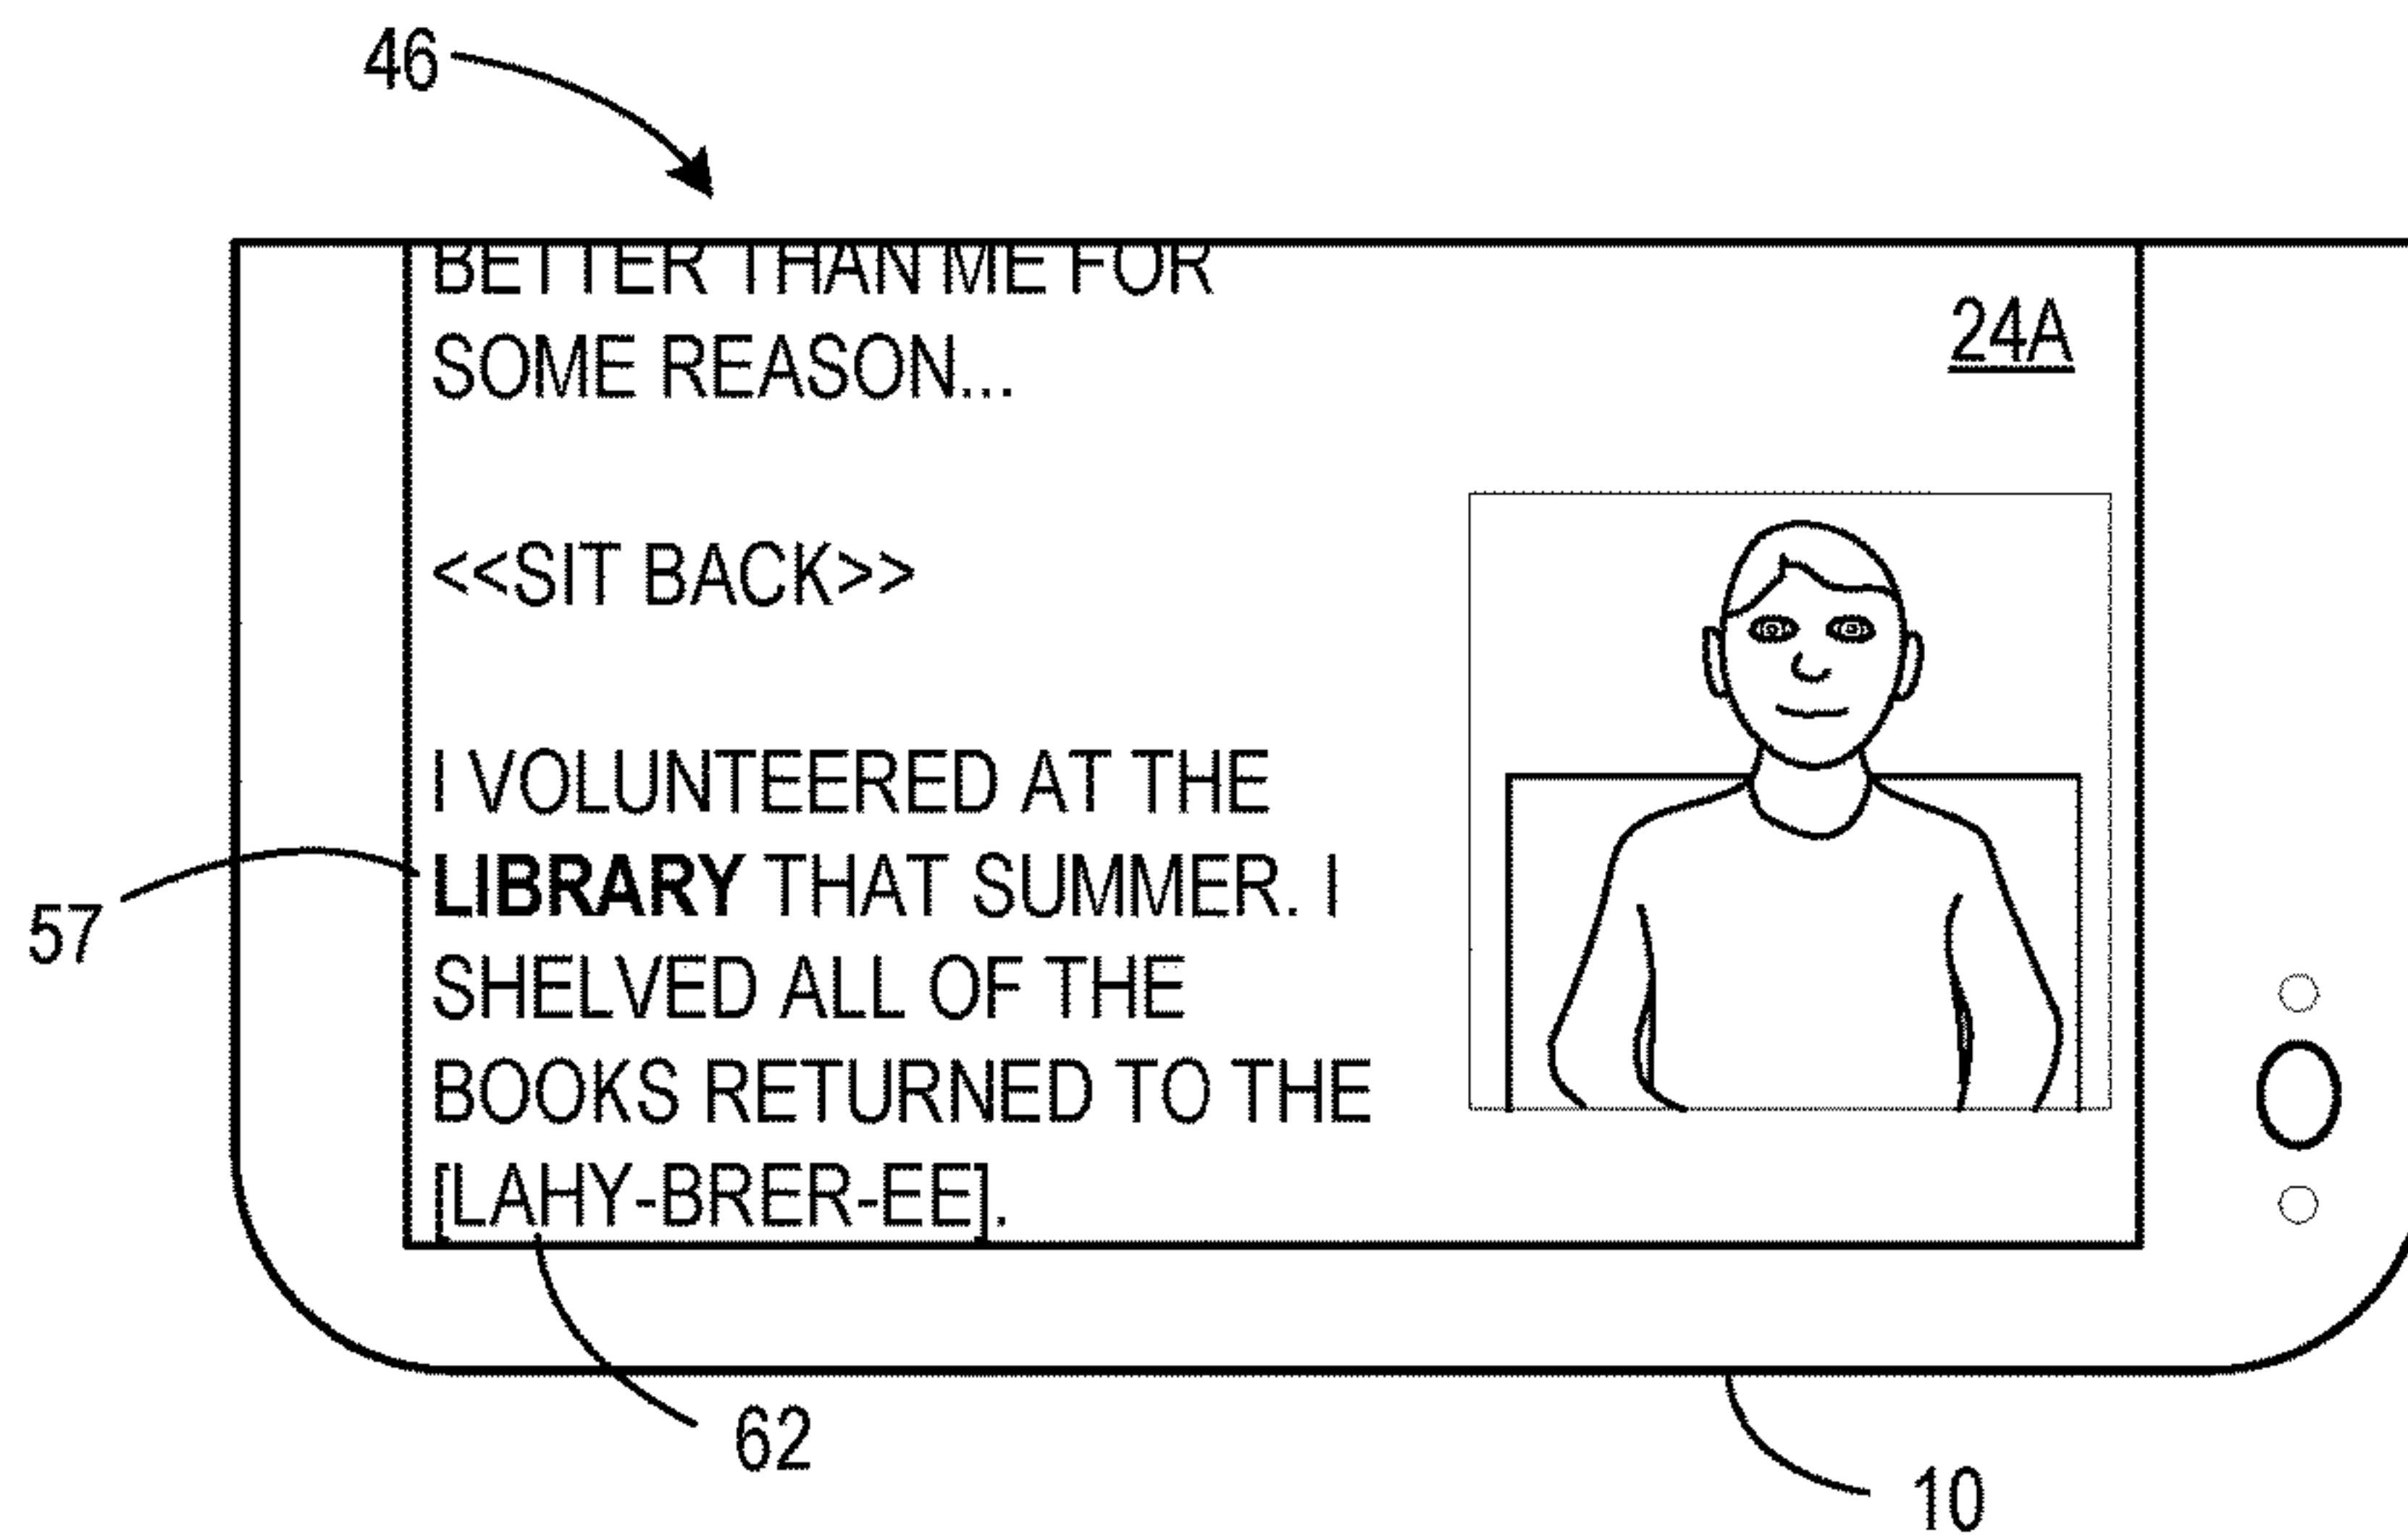 46
BETTER THAN ME FOR
SOME REASON...
24A
<<SIT BACK>>
I VOLUNTEERED AT THE
LIBRARY THAT SUMMER. I
57
SHELVED ALL OF THE
BOOKS RETURNED TO THE
[LAHY-BRER-EE].
62
10